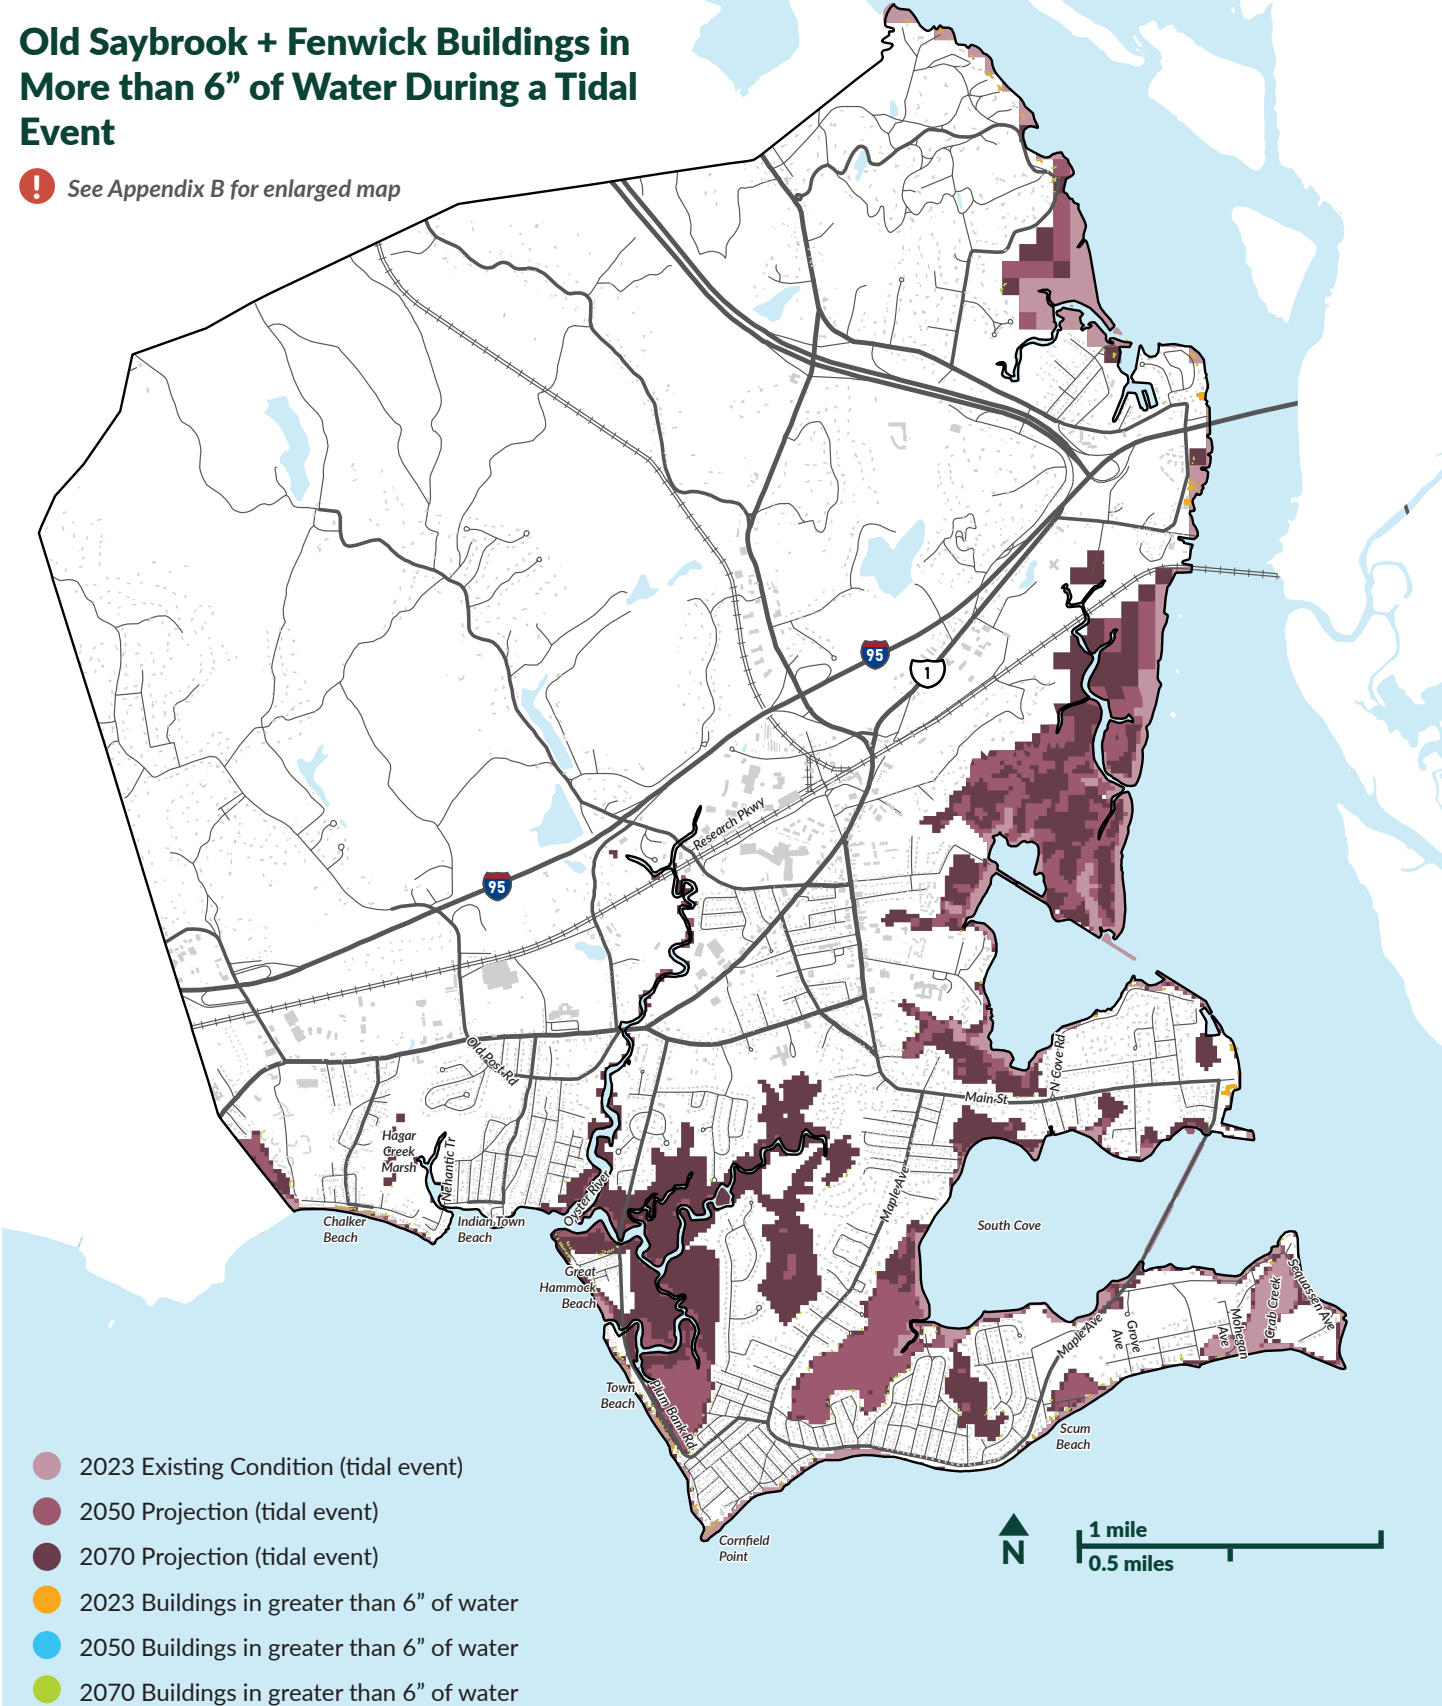 Old Saybrook + Fenwick Buildings in
More than 6” of Water During a Tidal
Event
! See Appendix B for enlarged map
95
1
Research Pkwy
95
Old Post Rd
N Cove Rd
Main St
Hagar
Creek
Marsh
Nehantic Tr
Oyster River
Maple Ave
Chalker
Beach
Indian Town
Beach
South Cove
Great
Hammock
Beach
Sequassen Ave
Crab Creek
Mohegan
Ave
Grove
Ave
Maple Ave
Town
Beach
Plum Bank Rd
Scum
Beach
Cornfield
Point
2023 Existing Condition (tidal event)
2050 Projection (tidal event)
2070 Projection (tidal event)
2023 Buildings in greater than 6” of water
2050 Buildings in greater than 6” of water
2070 Buildings in greater than 6” of water
N
1 mile
0.5 miles